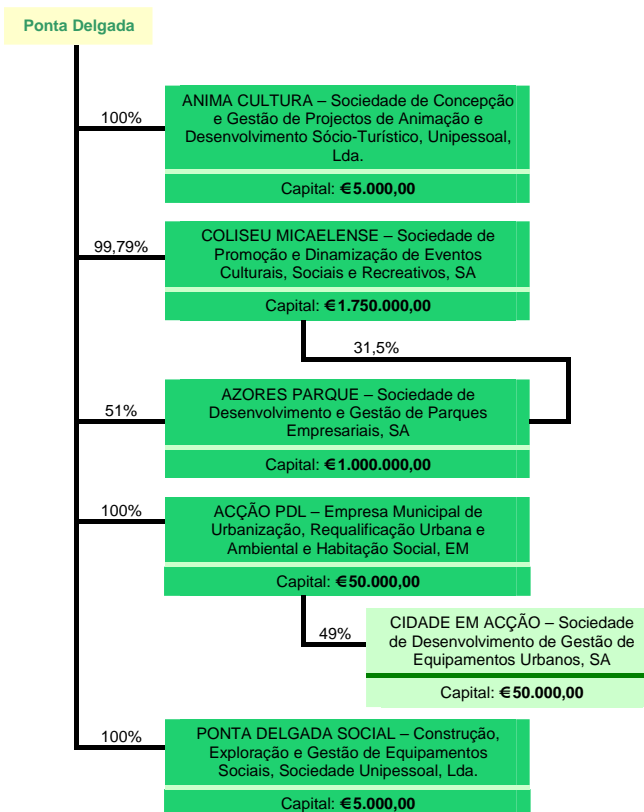 Ponta Delgada
100%
ANIMA CULTURA – Sociedade de Concepção
e Gestão de Projectos de Animação e
Desenvolvimento Sócio-Turístico, Unipessoal,
Lda.
Capital: €5.000,00
99,79%
COLISEU MICAELENSE – Sociedade de
Promoção e Dinamização de Eventos
Culturais, Sociais e Recreativos, SA
Capital: €1.750.000,00
31,5%
51%
AZORES PARQUE – Sociedade de
Desenvolvimento e Gestão de Parques
Empresariais, SA
Capital: €1.000.000,00
100%
ACÇÃO PDL – Empresa Municipal de
Urbanização, Requalificação Urbana e
Ambiental e Habitação Social, EM
Capital: €50.000,00
49%
CIDADE EM ACÇÃO – Sociedade
de Desenvolvimento de Gestão de
Equipamentos Urbanos, SA
Capital: €50.000,00
100%
PONTA DELGADA SOCIAL – Construção,
Exploração e Gestão de Equipamentos
Sociais, Sociedade Unipessoal, Lda.
Capital: €5.000,00